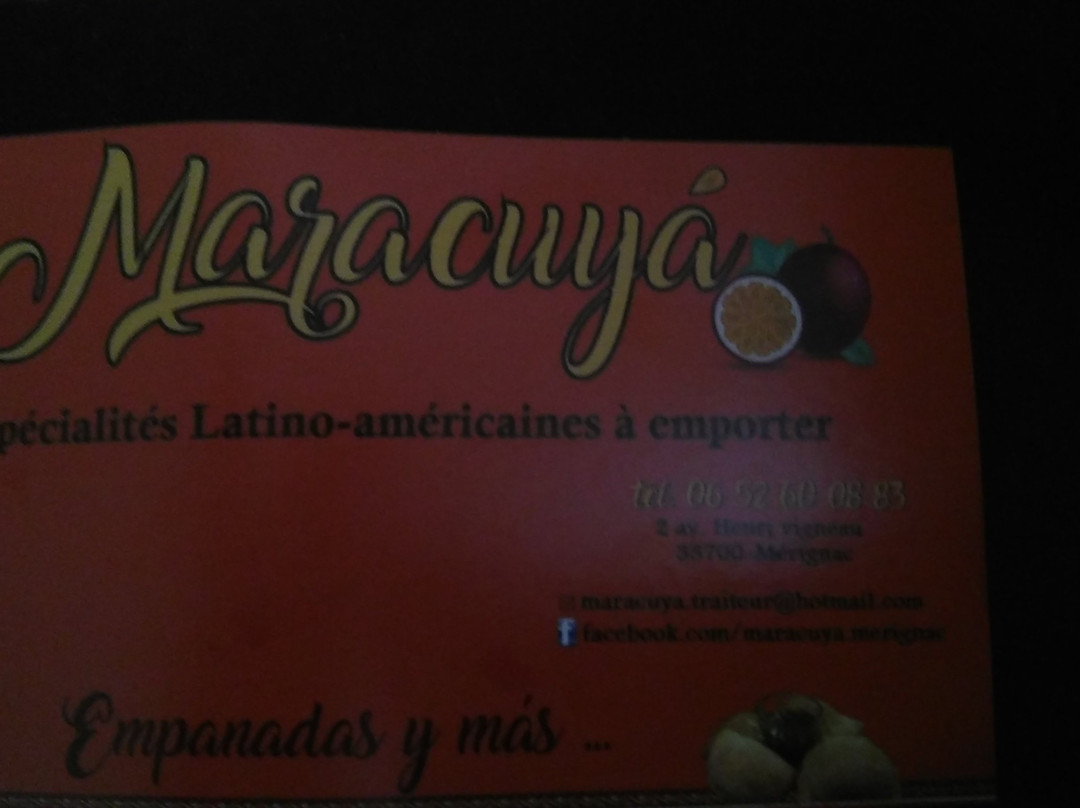 Maracuyá
pécialités Latino-américaines à emporter
tél. 06 52 60 08 83
2 av. Henri Vigneau
33700 Mérignac
maracuya.traiteur@hotmail.com
f facebook.com/maracuya.merignac
Empanadas y más ...